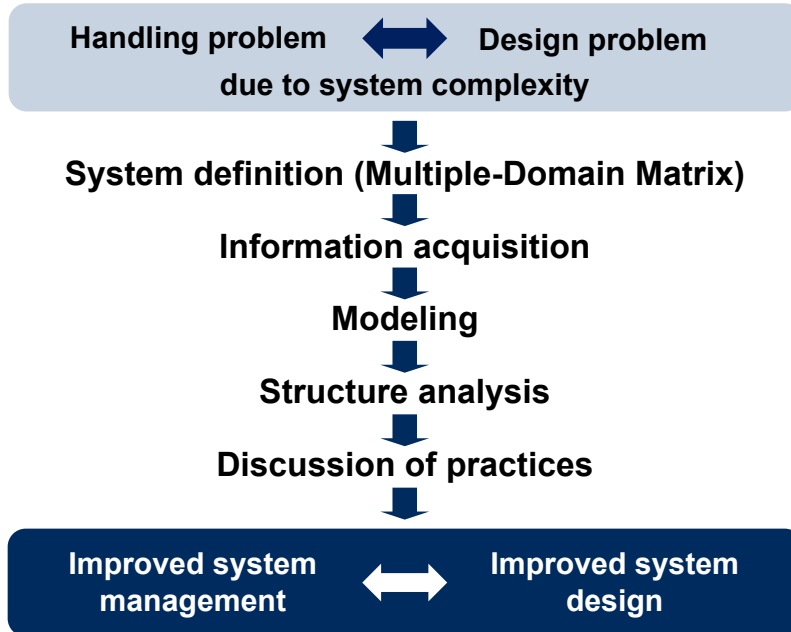 Handling problem Design problem
due to system complexity
System definition (Multiple-Domain Matrix)
Information acquisition
Modeling
Structure analysis
Discussion of practices
Improved system Improved system
management design